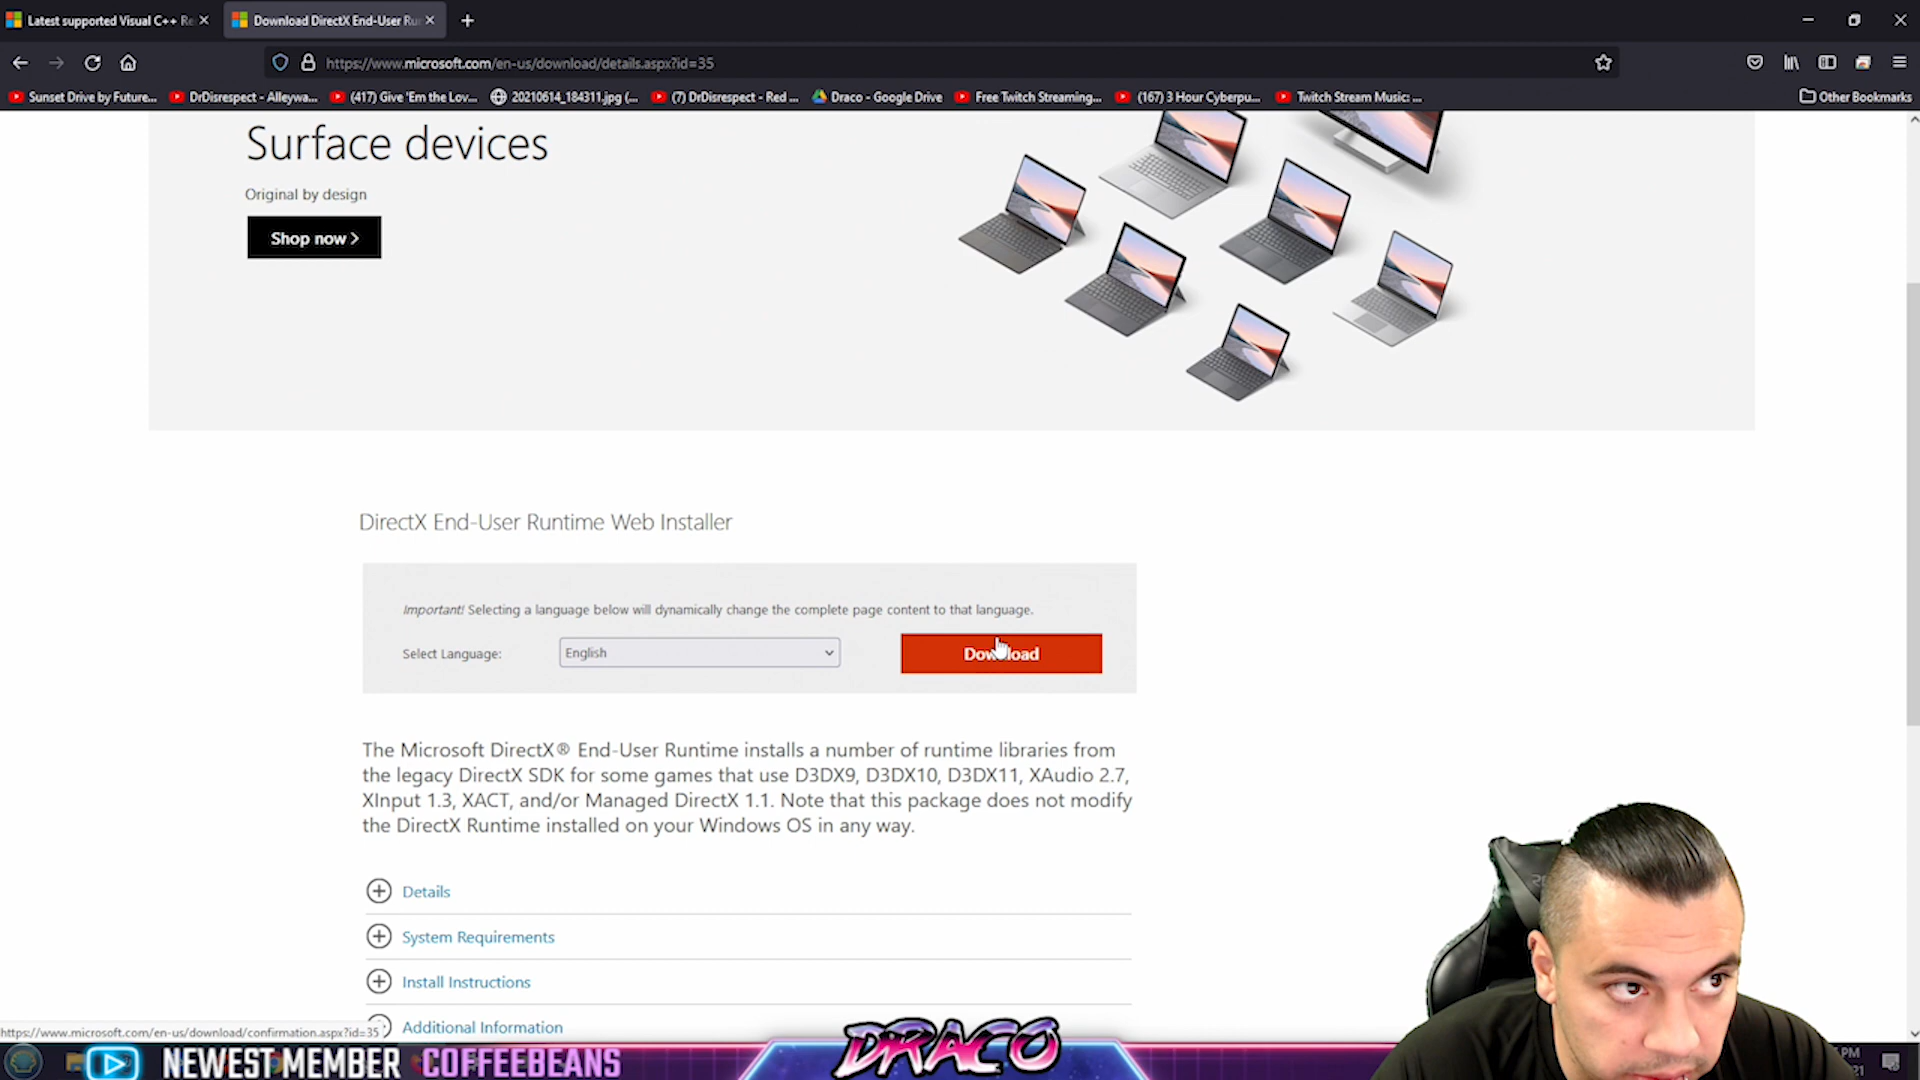 Latest supported Visual C++ Re
Download DirectX End-User Ru
https://www.microsoft.com/en-us/download/details.aspx?id=35
Sunset Drive by Future...
DrDisrespect - Alleywa...
(417) Give 'Em the Lov...
20210614_184311.jpg (...
(7) DrDisrespect - Red ...
Draco - Google Drive
Free Twitch Streaming...
(167) 3 Hour Cyberpu...
Twitch Stream Music: ...
Other Bookmarks
Surface devices
Original by design
Shop now >
DirectX End-User Runtime Web Installer
Important! Selecting a language below will dynamically change the complete page content to that language.
Select Language:
English
Download
The Microsoft DirectX® End-User Runtime installs a number of runtime libraries from
the legacy DirectX SDK for some games that use D3DX9, D3DX10, D3DX11, XAudio 2.7,
XInput 1.3, XACT, and/or Managed DirectX 1.1. Note that this package does not modify
the DirectX Runtime installed on your Windows OS in any way.
Details
System Requirements
Install Instructions
Additional Information
https://www.microsoft.com/en-us/download/confirmation.aspx?id=35
NEWEST MEMBER COFFEEBEANS
DRACO
PM
21